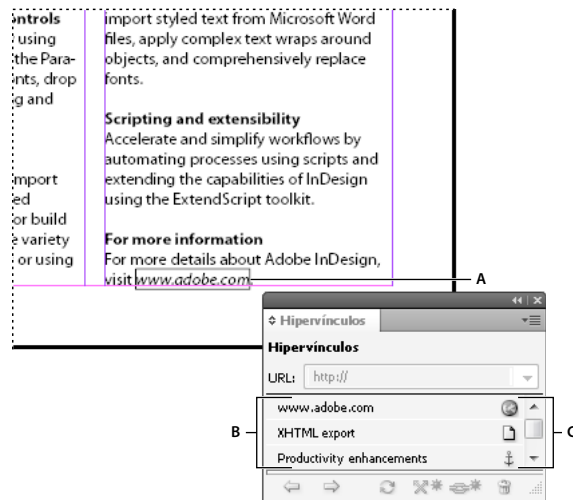 ontrols
using
the Para-
nts, drop
g and
mport
ed
or build
e variety
or using
import styled text from Microsoft Word
files, apply complex text wraps around
objects, and comprehensively replace
fonts.
Scripting and extensibility
Accelerate and simplify workflows by
automating processes using scripts and
extending the capabilities of InDesign
using the ExtendScript toolkit.
For more information
For more details about Adobe InDesign,
visit www.adobe.com.
A
Hipervínculos
Hipervínculos
URL: http://
www.adobe.com
B XHTML export C
Productivity enhancements